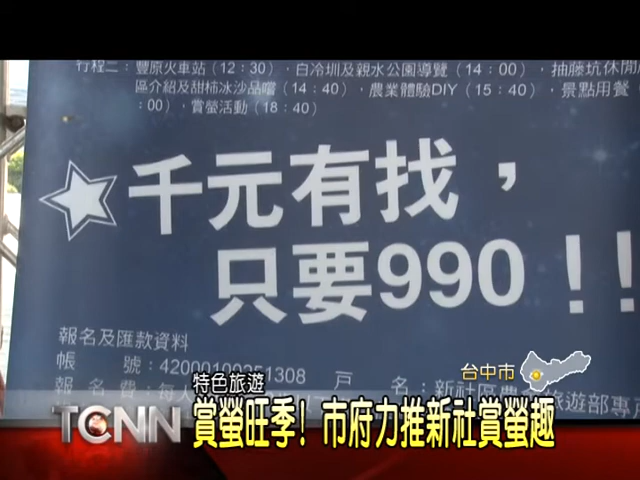 行程二：豐原火車站（12：30）﹐白冷圳及親水公園導覽（14：00）﹐抽藤坑休閒
區介紹及甜柿冰沙品嚐（14：40）﹐農業體驗DIY（15：40）﹐景點用餐（
：00）﹐賞螢活動（18：40）
千元有找，
只要990！！
報名及匯款資料
帳 號：42000100 1308 戶 名：新社區農 旅遊部專
報名費：每人
特色旅遊
台中市
TCNN
賞螢旺季！市府力推新社賞螢趣